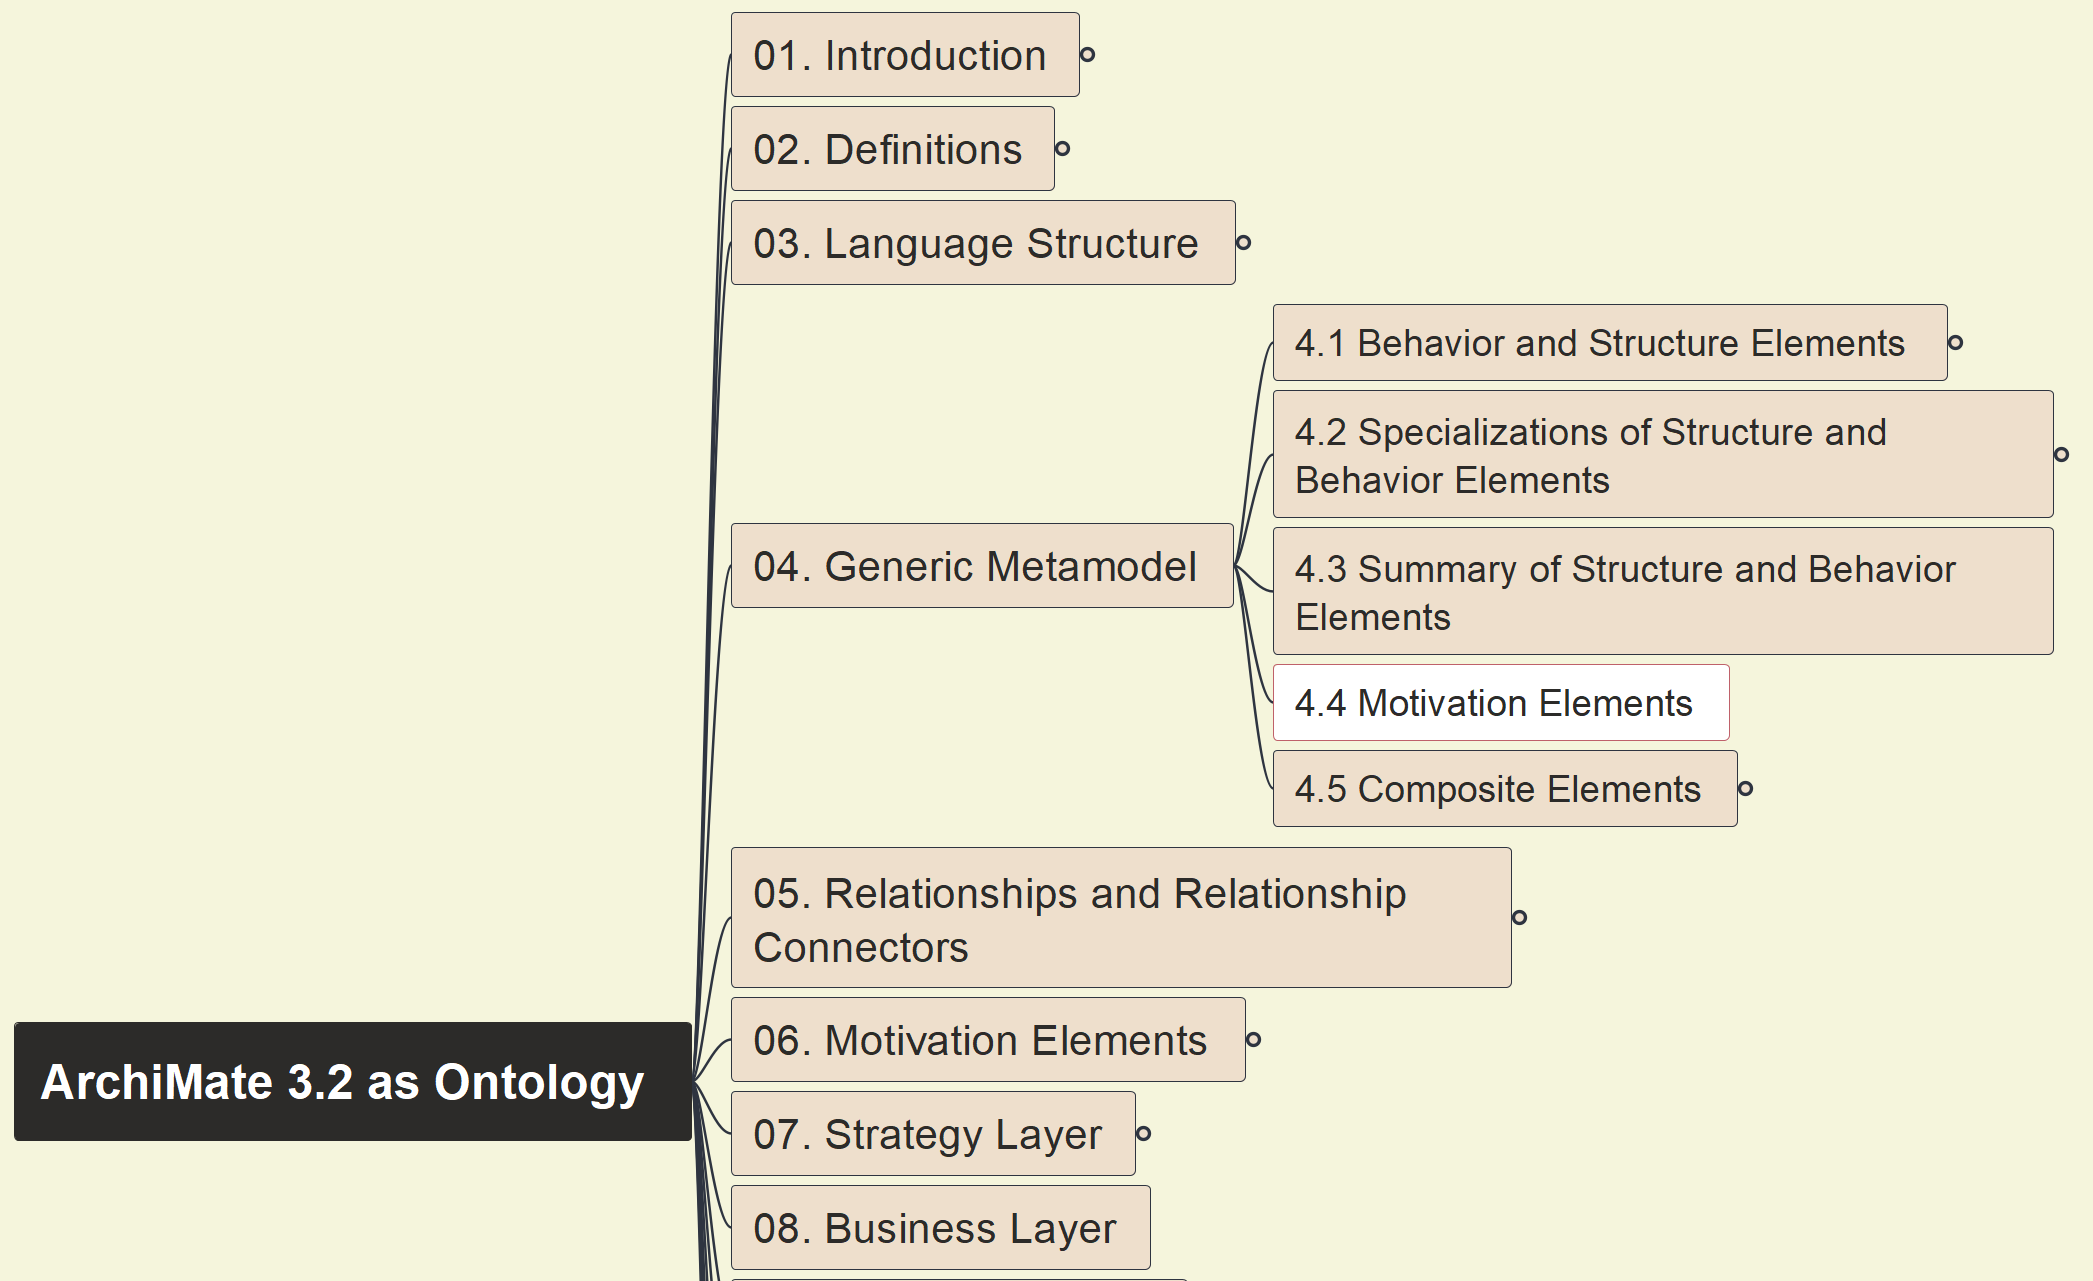 01. Introduction
02. Definitions
03. Language Structure
4.1 Behavior and Structure Elements
4.2 Specializations of Structure and
Behavior Elements
4.3 Summary of Structure and Behavior
Elements
04. Generic Metamodel
4.4 Motivation Elements
4.5 Composite Elements
05. Relationships and Relationship
Connectors
06. Motivation Elements
ArchiMate 3.2 as Ontology
07. Strategy Layer
08. Business Layer